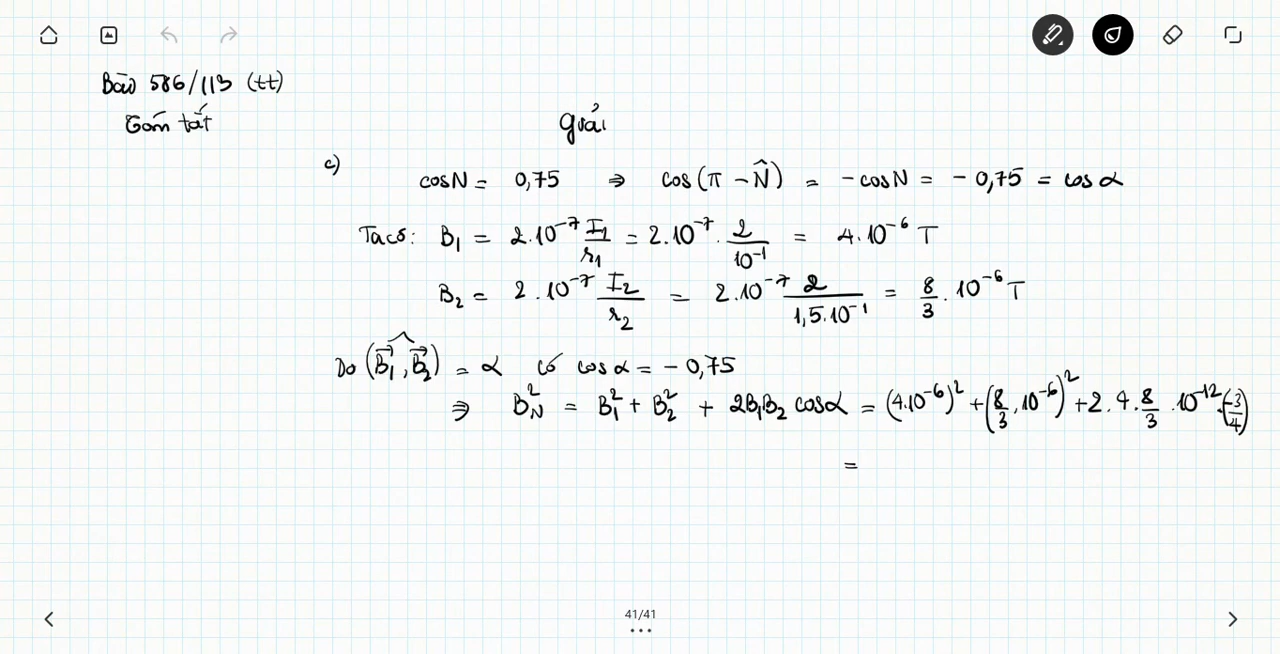 Bài 586/113 (tt)
Tóm tắt
Giải
c)
cosN = 0,75 ⇒ cos(π - N̂) = - cosN = - 0,75 = cos α
Ta có: B₁ = 2.10⁻⁷ I₁/r₁ = 2.10⁻⁷ . 2/10⁻¹ = 4.10⁻⁶ T
B₂ = 2.10⁻⁷ I₂/r₂ = 2.10⁻⁷ 2/1,5.10⁻¹ = 8/3 . 10⁻⁶ T
Do (B₁⃗ , B₂⃗)^ = α có cos α = - 0,75
⇒ B_N² = B₁² + B₂² + 2B₁B₂ cosα = (4.10⁻⁶)² + (8/3 . 10⁻⁶)² + 2.4.8/3 . 10⁻¹² . (-3/4)
=
41/41